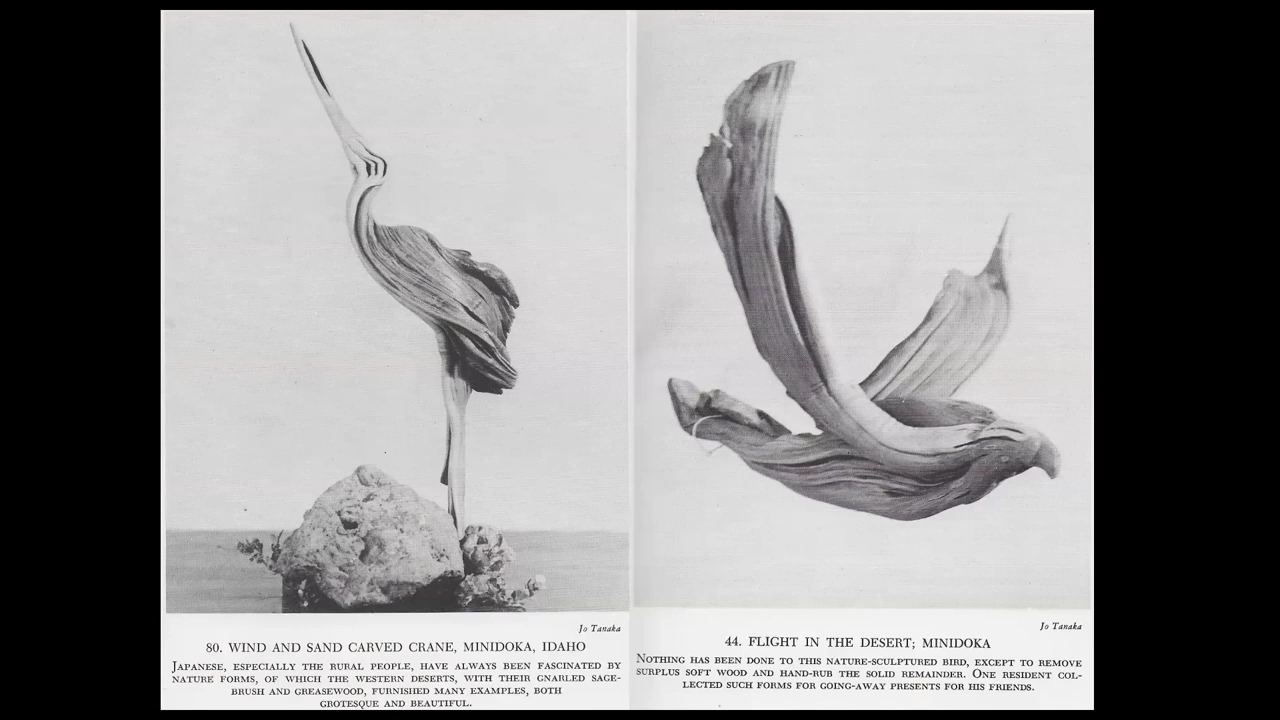 Jo Tanaka
80. WIND AND SAND CARVED CRANE, MINIDOKA, IDAHO
JAPANESE, ESPECIALLY THE RURAL PEOPLE, HAVE ALWAYS BEEN FASCINATED BY
NATURE FORMS, OF WHICH THE WESTERN DESERTS, WITH THEIR GNARLED SAGE-
BRUSH AND GREASEWOOD, FURNISHED MANY EXAMPLES, BOTH
GROTESQUE AND BEAUTIFUL.
Jo Tanaka
44. FLIGHT IN THE DESERT; MINIDOKA
NOTHING HAS BEEN DONE TO THIS NATURE-SCULPTURED BIRD, EXCEPT TO REMOVE
SURPLUS SOFT WOOD AND HAND-RUB THE SOLID REMAINDER. ONE RESIDENT COL-
LECTED SUCH FORMS FOR GOING-AWAY PRESENTS FOR HIS FRIENDS.